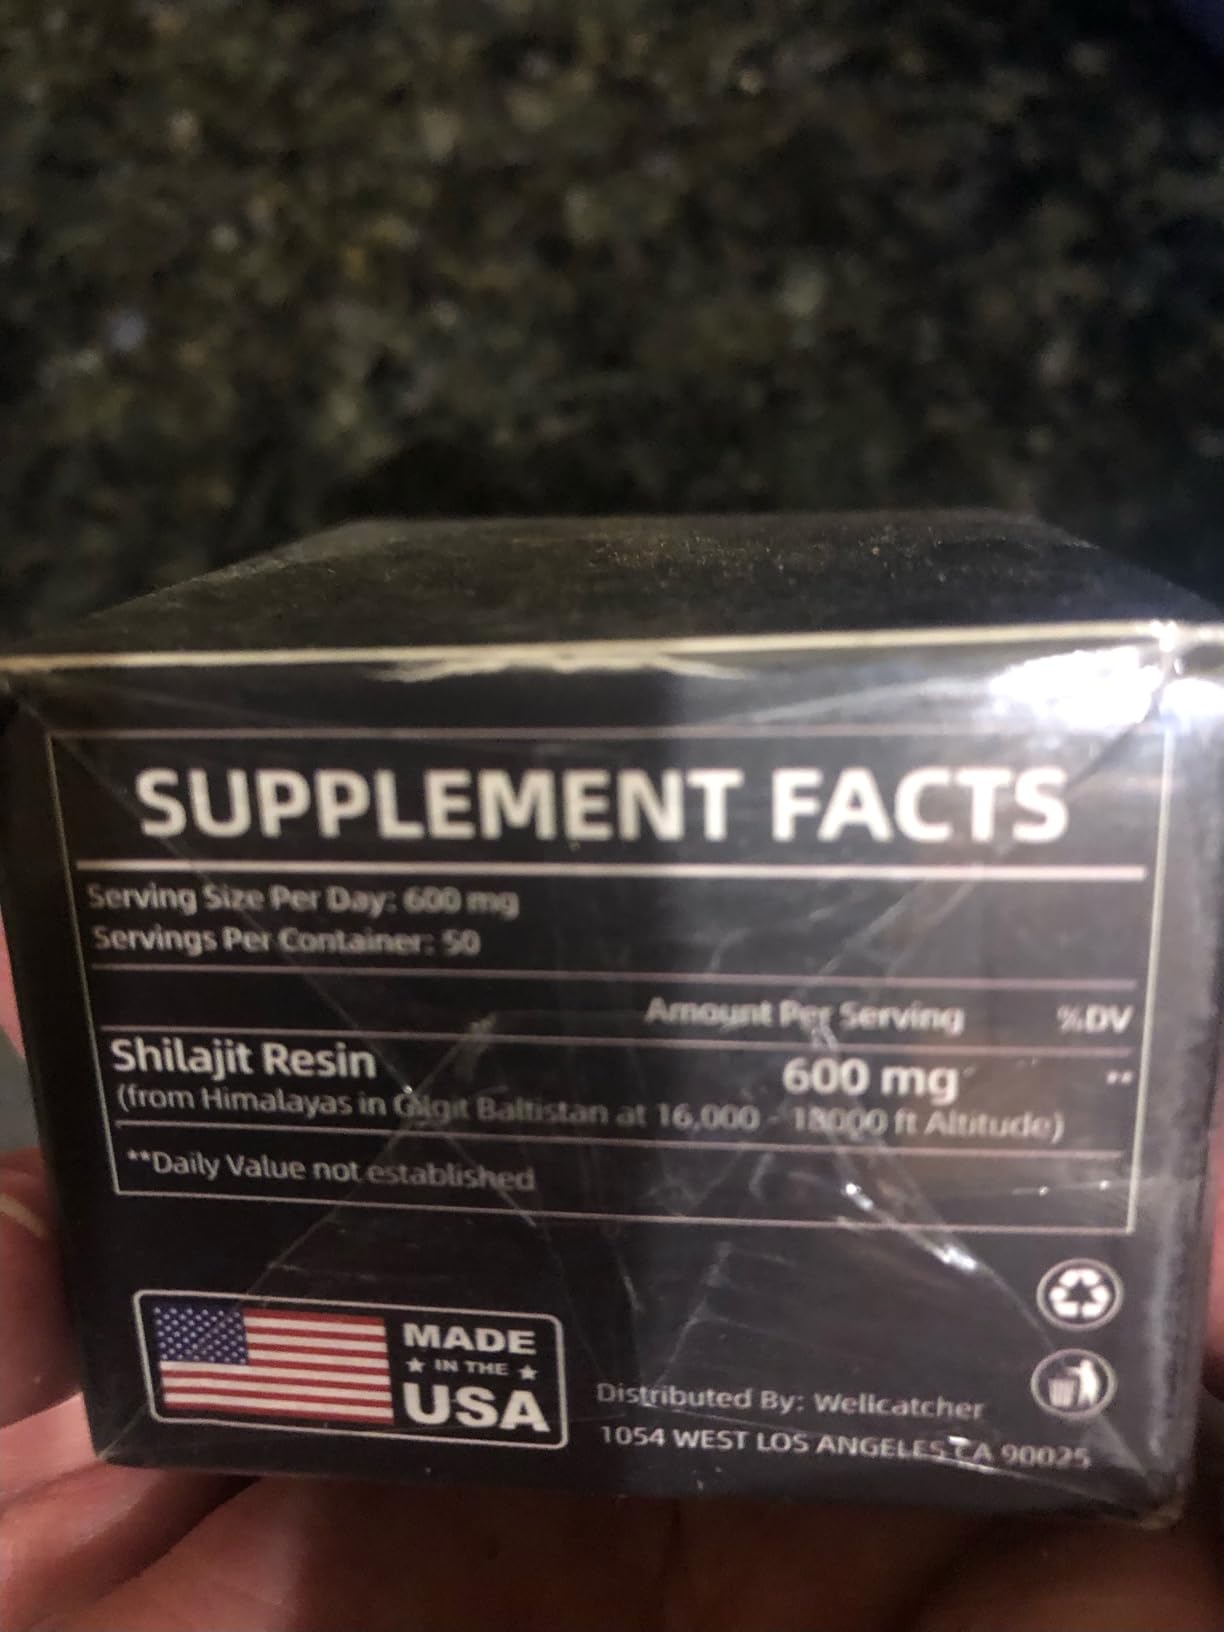 SUPPLEMENT FACTS
Serving Size Per Day: 600 mg
Servings Per Container: 50
Amount Per Serving %DV
Shilajit Resin 600 mg **
(from Himalayas in Gilgit Baltistan at 16,000 - 18000 ft Altitude)
**Daily Value not established
MADE
IN THE
USA
Distributed By: Wellcatcher
1054 WEST LOS ANGELES CA 90025